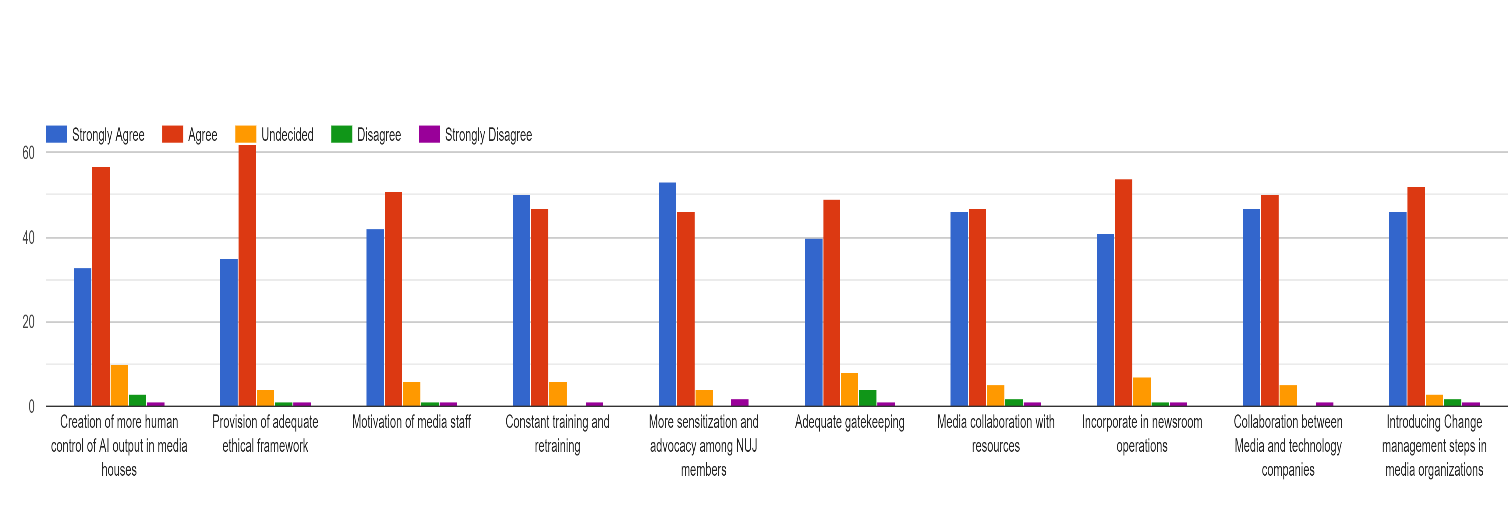 Strongly Agree Agree Undecided Disagree Strongly Disagree
60
40
20
0
Creation of more human
control of AI output in media
houses
Provision of adequate
ethical framework
Motivation of media staff
Constant training and
retraining
More sensitization and
advocacy among NUJ
members
Adequate gatekeeping
Media collaboration with
resources
Incorporate in newsroom
operations
Collaboration between
Media and technology
companies
Introducing Change
management steps in
media organizations